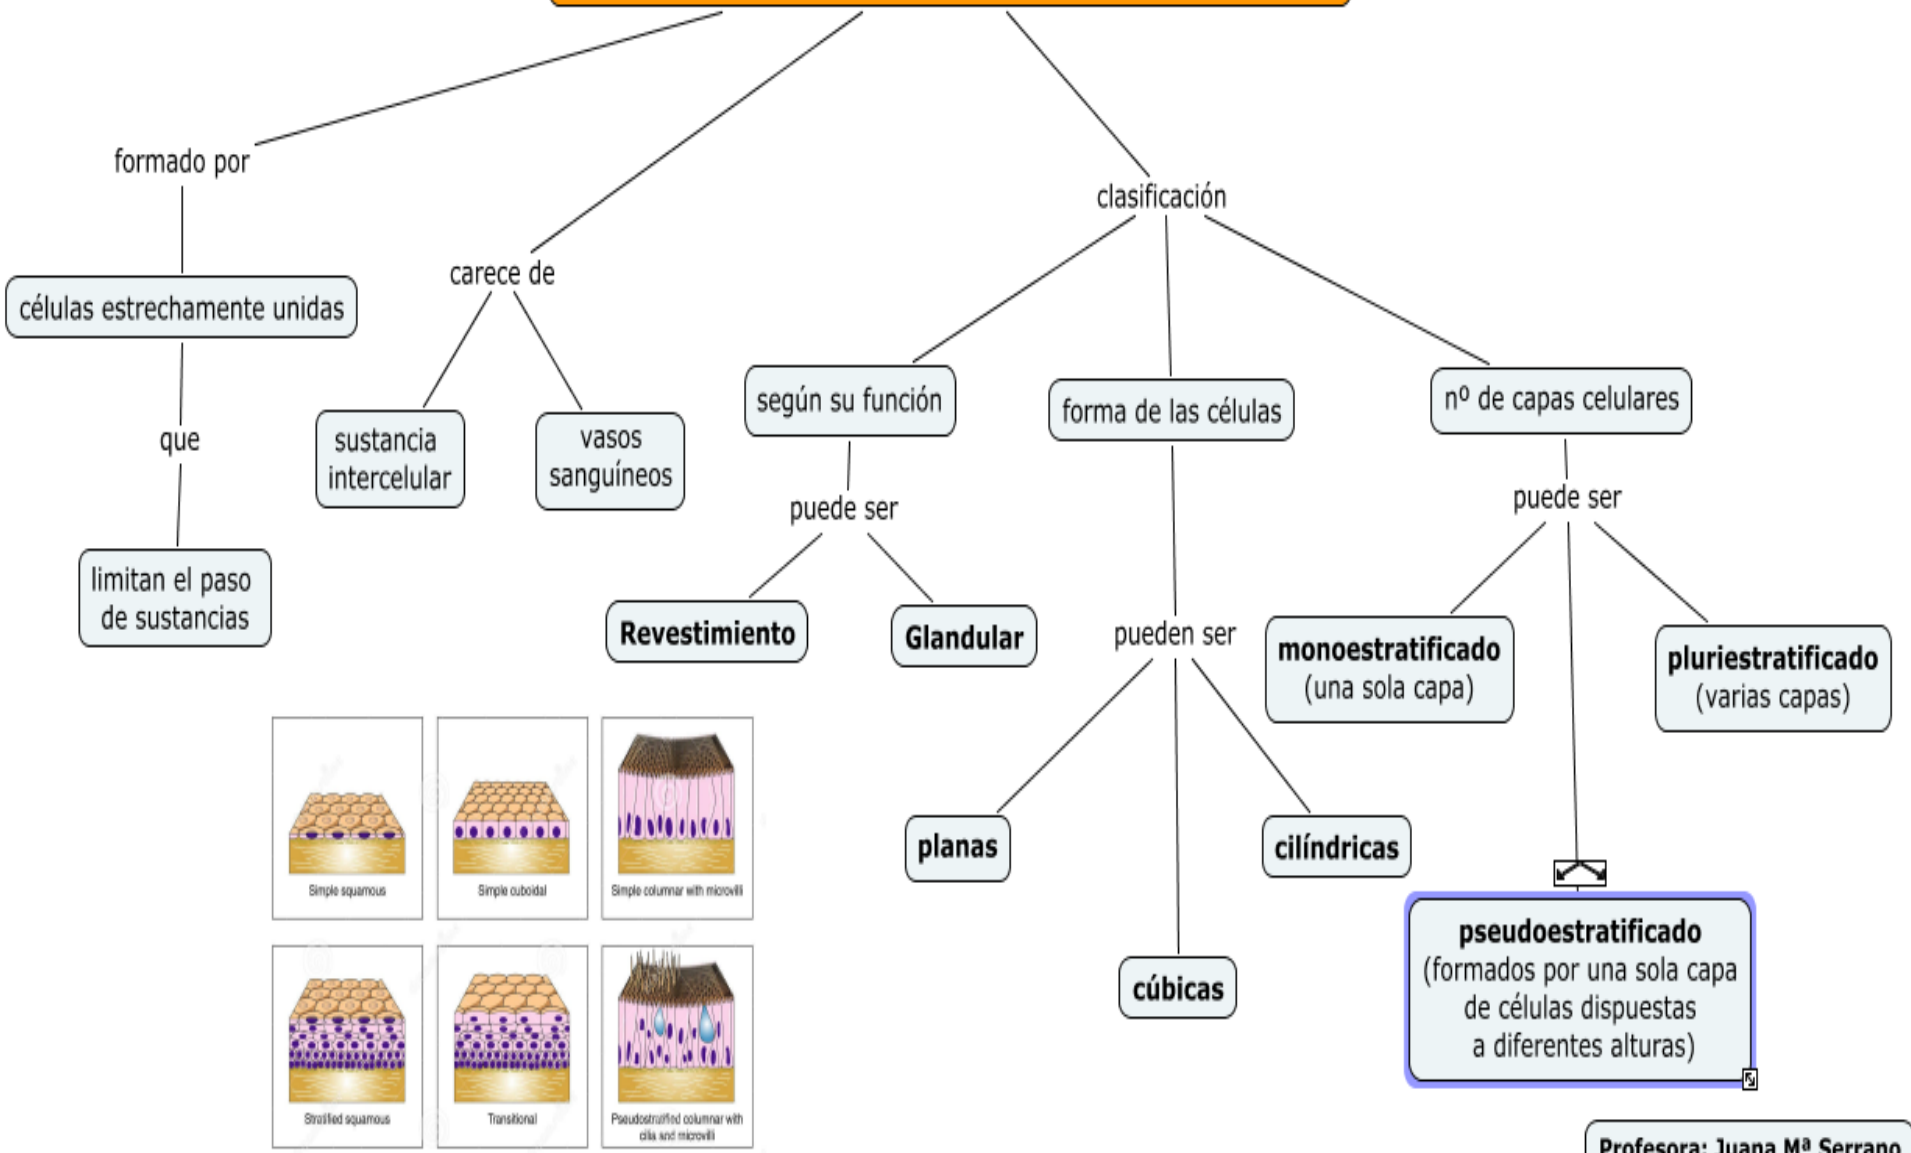 formado por
células estrechamente unidas
que
limitan el paso
de sustancias
carece de
sustancia
intercelular
vasos
sanguíneos
clasificación
según su función
puede ser
Revestimiento
Glandular
forma de las células
pueden ser
planas
cúbicas
cilíndricas
nº de capas celulares
puede ser
monoestratificado
(una sola capa)
pseudoestratificado
(formados por una sola capa
de células dispuestas
a diferentes alturas)
pluriestratificado
(varias capas)
Simple squamous
Simple cuboidal
Simple columnar with microvilli
Stratified squamous
Transitional
Pseudostratified columnar with
cilia and microvilli
Profesora: Juana Mª Serrano